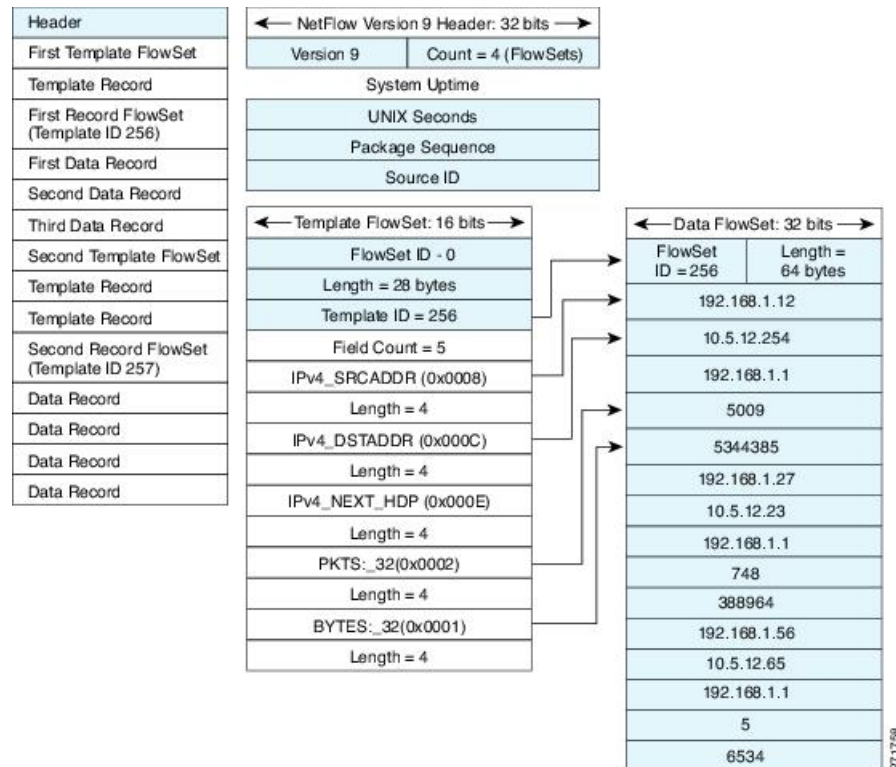 Header
First Template FlowSet
Template Record
First Record FlowSet
(Template ID 256)
First Data Record
Second Data Record
Third Data Record
Second Template FlowSet
Template Record
Template Record
Second Record FlowSet
(Template ID 257)
Data Record
Data Record
Data Record
Data Record
NetFlow Version 9 Header: 32 bits
Version 9
Count = 4 (FlowSets)
System Uptime
UNIX Seconds
Package Sequence
Source ID
Template FlowSet: 16 bits
FlowSet ID - 0
Length = 28 bytes
Template ID = 256
Field Count = 5
IPv4_SRCADDR (0x0008)
Length = 4
IPv4_DSTADDR (0x000C)
Length = 4
IPv4_NEXT_HDP (0x000E)
Length = 4
PKTS:_32(0x0002)
Length = 4
BYTES:_32(0x0001)
Length = 4
Data FlowSet: 32 bits
FlowSet
ID = 256
Length =
64 bytes
192.168.1.12
10.5.12.254
192.168.1.1
5009
5344385
192.168.1.27
10.5.12.23
192.168.1.1
748
388964
192.168.1.56
10.5.12.65
192.168.1.1
5
6534